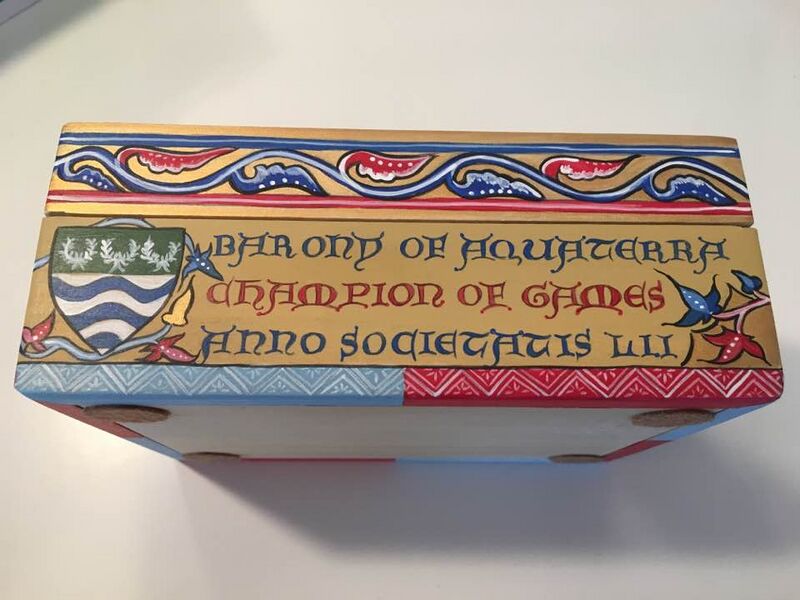 BARONY OF AQUATERRA
CHAMPION OF GAMES
ANNO SOCIETATIS LII